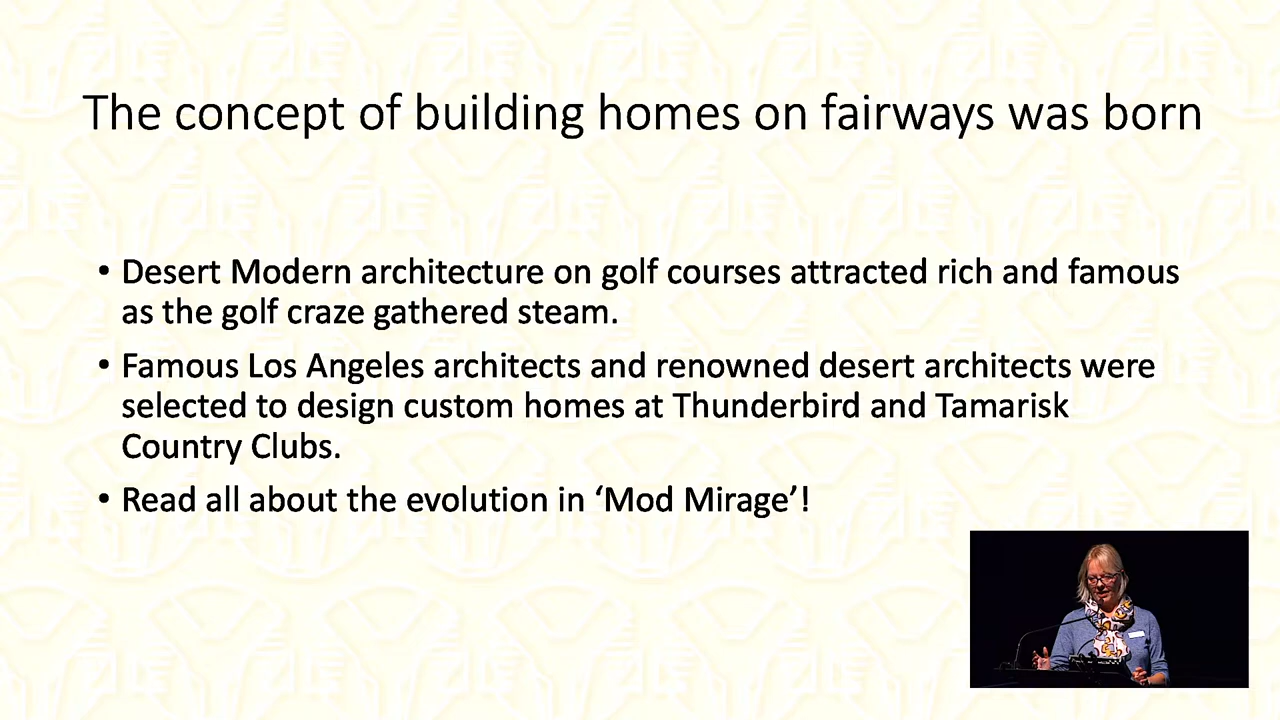 The concept of building homes on fairways was born
• Desert Modern architecture on golf courses attracted rich and famous
as the golf craze gathered steam.
• Famous Los Angeles architects and renowned desert architects were
selected to design custom homes at Thunderbird and Tamarisk
Country Clubs.
• Read all about the evolution in ‘Mod Mirage’!